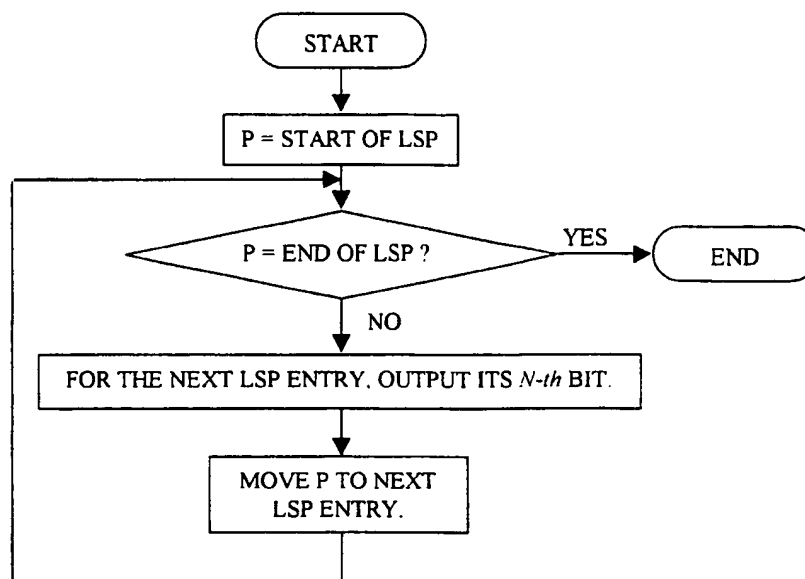 START
P = START OF LSP
P = END OF LSP ?
YES
END
NO
FOR THE NEXT LSP ENTRY, OUTPUT ITS N-th BIT.
MOVE P TO NEXT
LSP ENTRY.